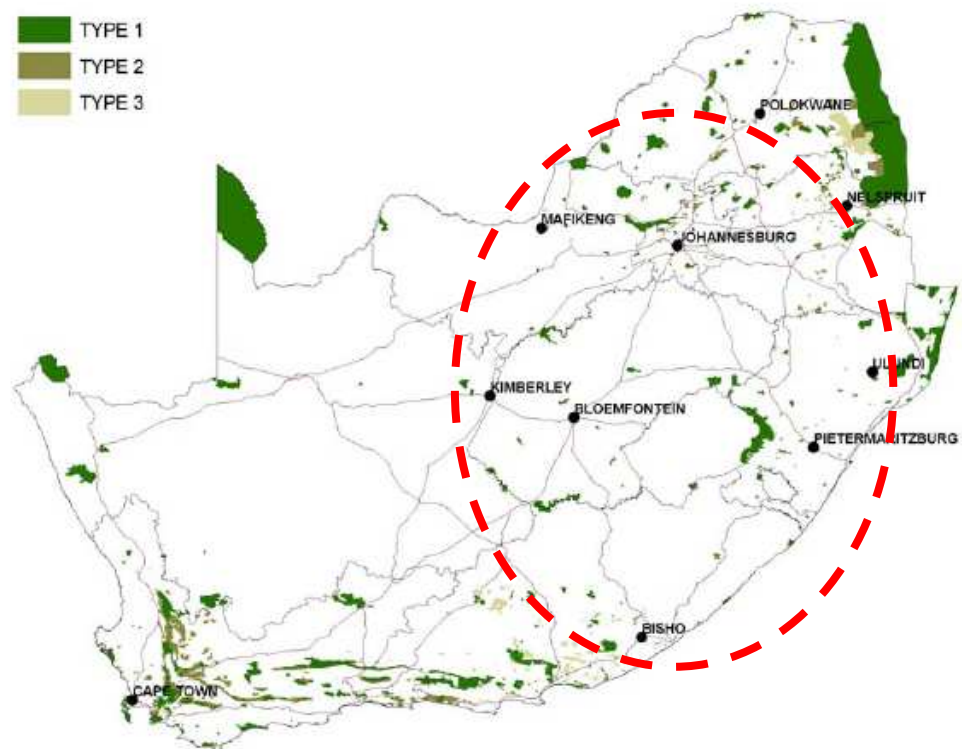 TYPE 1
TYPE 2
TYPE 3
POLOKWANE
NELSPRUIT
MAFIKENG
JOHANNESBURG
ULUNDI
KIMBERLEY
BLOEMFONTEIN
PIETERMARITZBURG
BISHO
CAPE TOWN